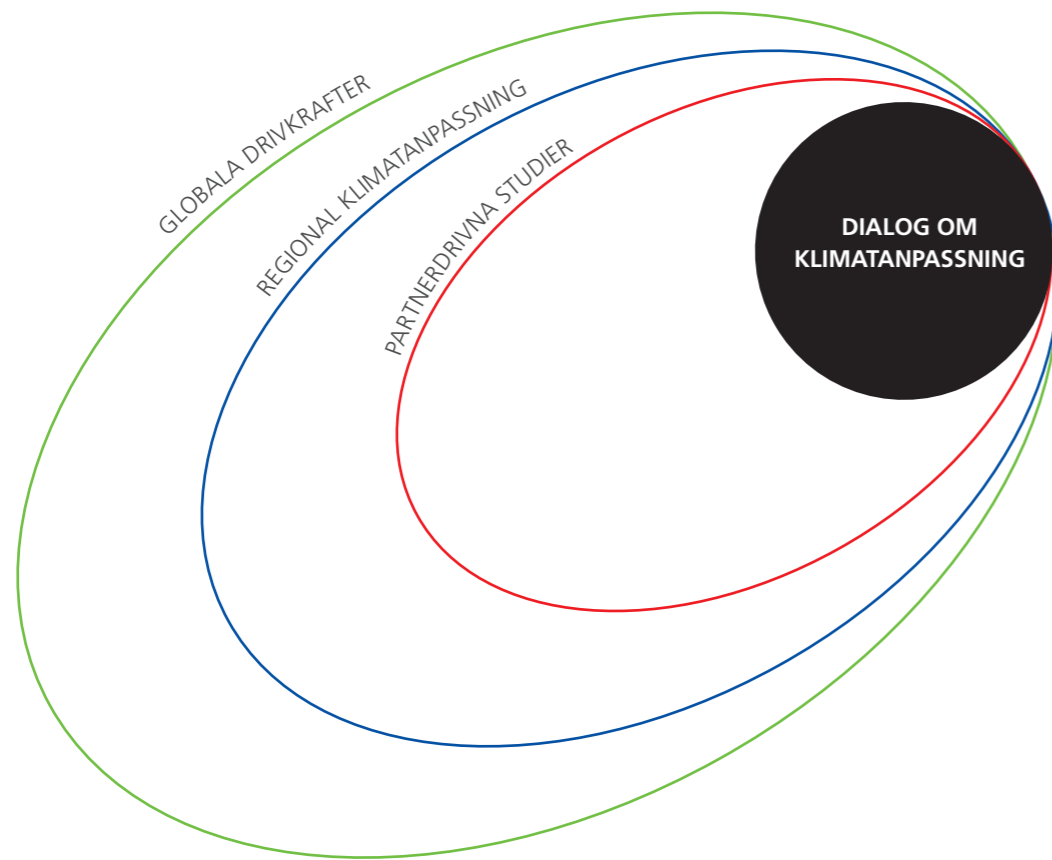 GLOBALA DRIVKRAFTER
REGIONAL KLIMATANPASSNING
PARTNERDRIVNA STUDIER
DIALOG OM
KLIMATANPASSNING